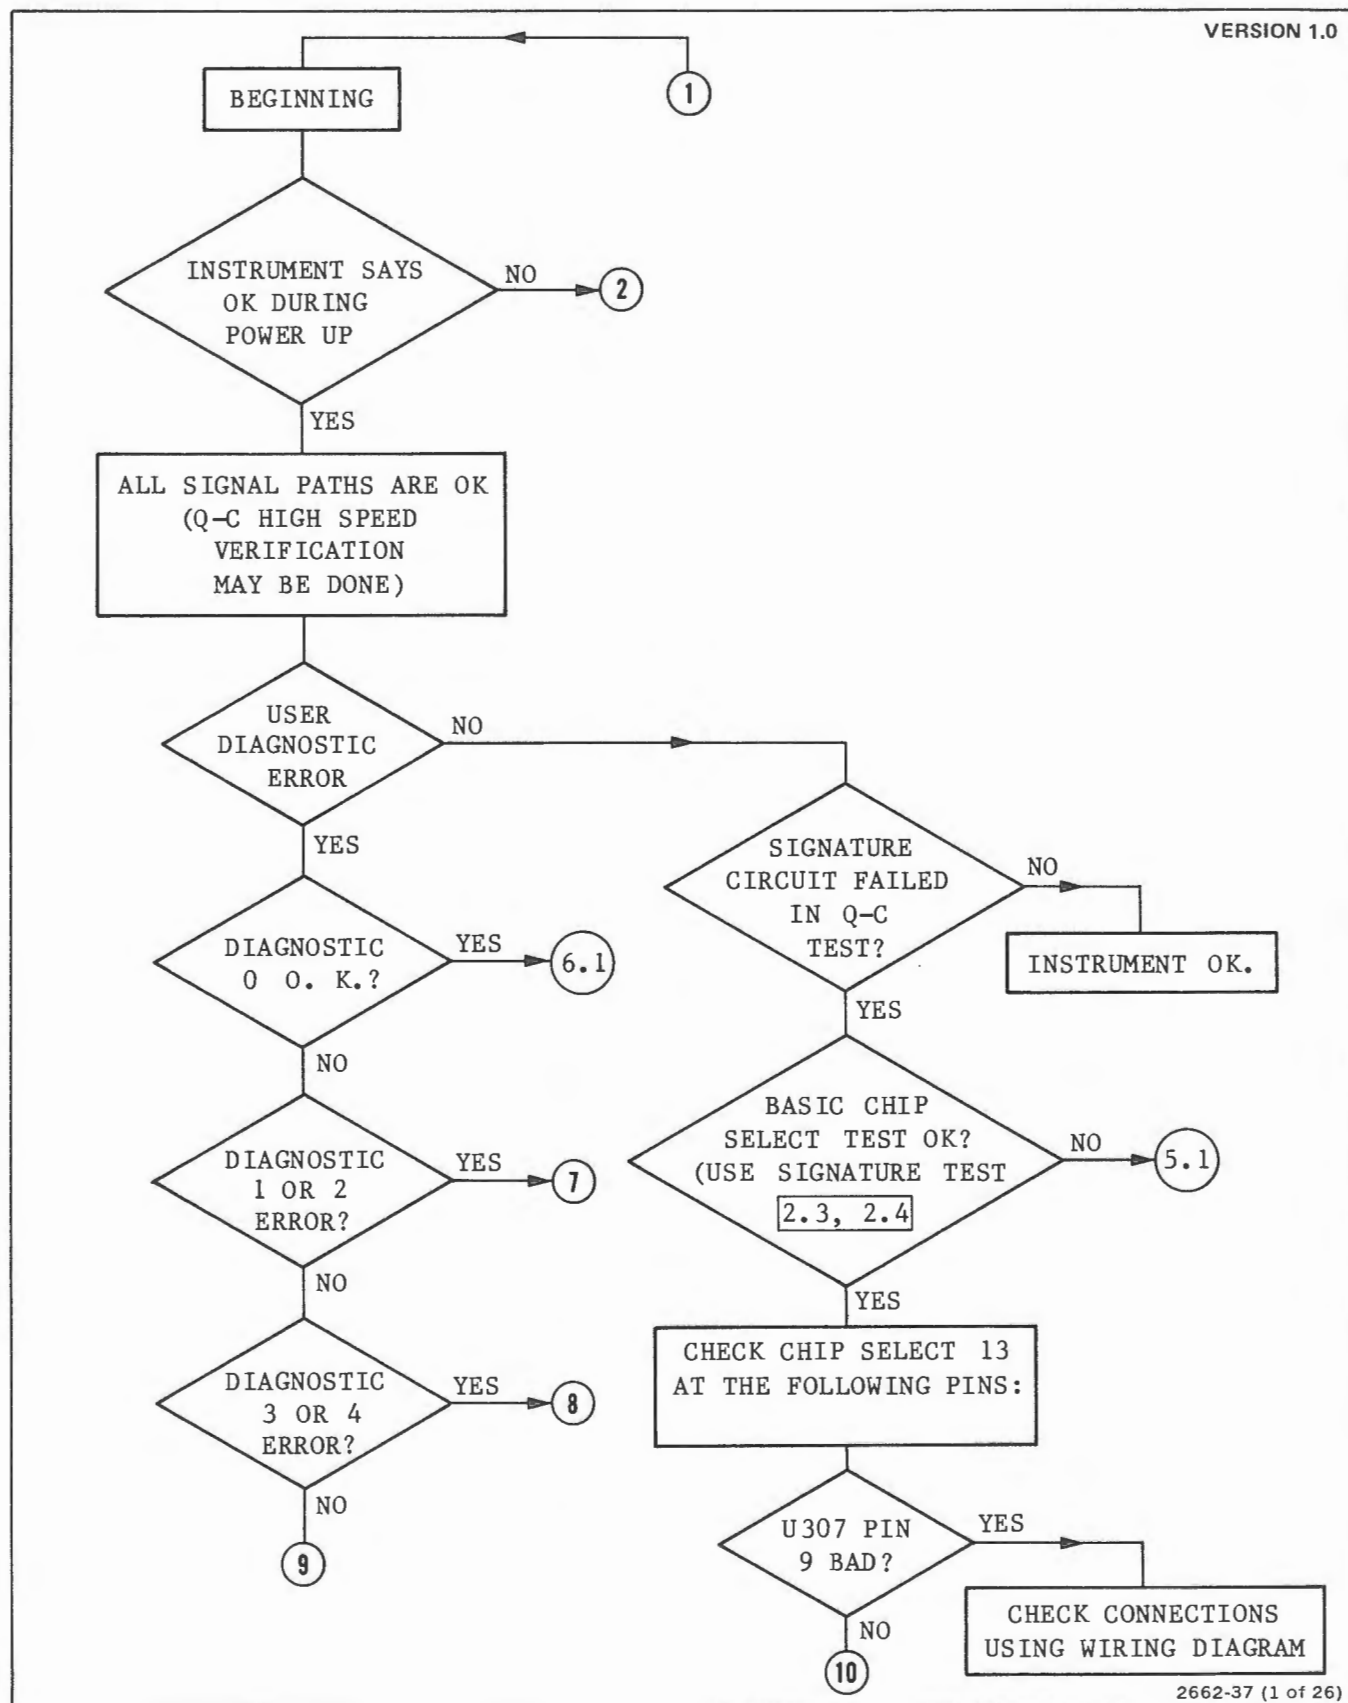 VERSION 1.0
1
BEGINNING
INSTRUMENT SAYS
OK DURING
POWER UP
NO
2
YES
ALL SIGNAL PATHS ARE OK
(Q-C HIGH SPEED
VERIFICATION
MAY BE DONE)
USER
DIAGNOSTIC
ERROR
NO
YES
DIAGNOSTIC
0 O. K.?
YES
6.1
NO
DIAGNOSTIC
1 OR 2
ERROR?
YES
7
NO
DIAGNOSTIC
3 OR 4
ERROR?
YES
8
NO
9
SIGNATURE
CIRCUIT FAILED
IN Q-C
TEST?
NO
INSTRUMENT OK.
YES
BASIC CHIP
SELECT TEST OK?
(USE SIGNATURE TEST
2.3, 2.4
NO
5.1
YES
CHECK CHIP SELECT 13
AT THE FOLLOWING PINS:
U307 PIN
9 BAD?
YES
CHECK CONNECTIONS
USING WIRING DIAGRAM
NO
10
2662-37 (1 of 26)